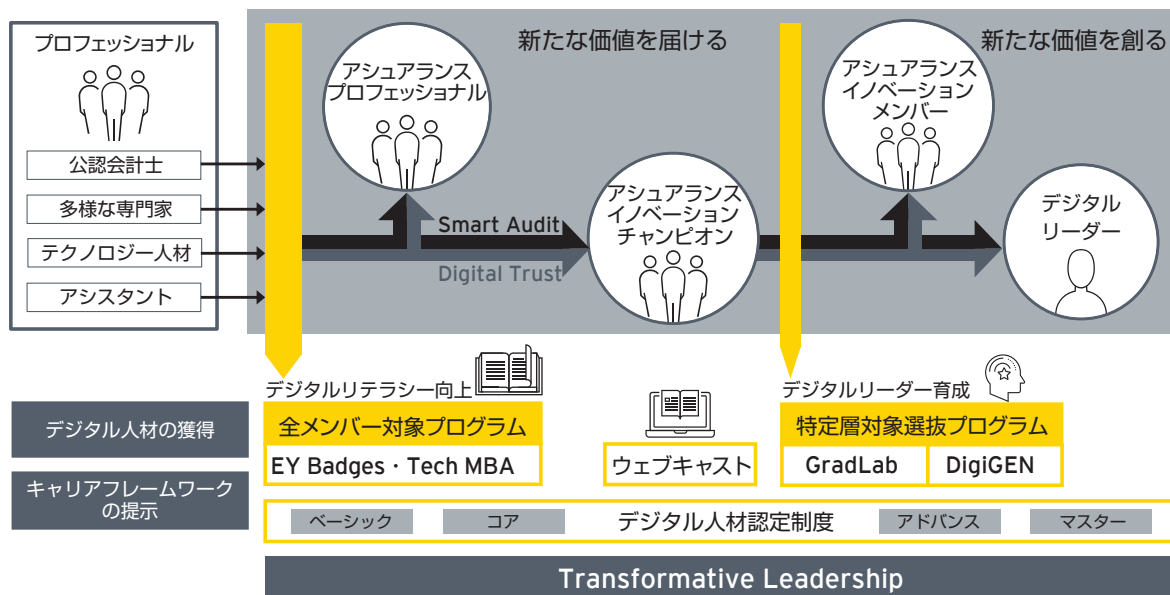 プロフェッショナル
公認会計士
多様な専門家
テクノロジー人材
アシスタント
新たな価値を届ける
新たな価値を創る
アシュアランス
プロフェッショナル
アシュアランス
イノベーション
メンバー
Smart Audit
Digital Trust
アシュアランス
イノベーション
チャンピオン
デジタル
リーダー
デジタルリテラシー向上
デジタルリーダー育成
デジタル人材の獲得
全メンバー対象プログラム
特定層対象選抜プログラム
EY Badges・Tech MBA
ウェブキャスト
GradLab
DigiGEN
キャリアフレームワーク
の提示
ベーシック
コア
デジタル人材認定制度
アドバンス
マスター
Transformative Leadership